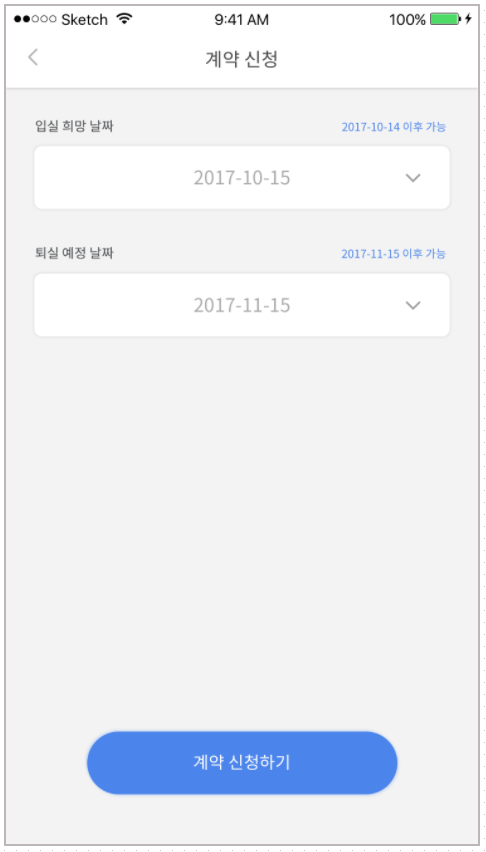 Sketch 9:41 AM 100%
계약 신청
입실 희망 날짜 2017-10-14 이후 가능
2017-10-15
퇴실 예정 날짜 2017-11-15 이후 가능
2017-11-15
계약 신청하기